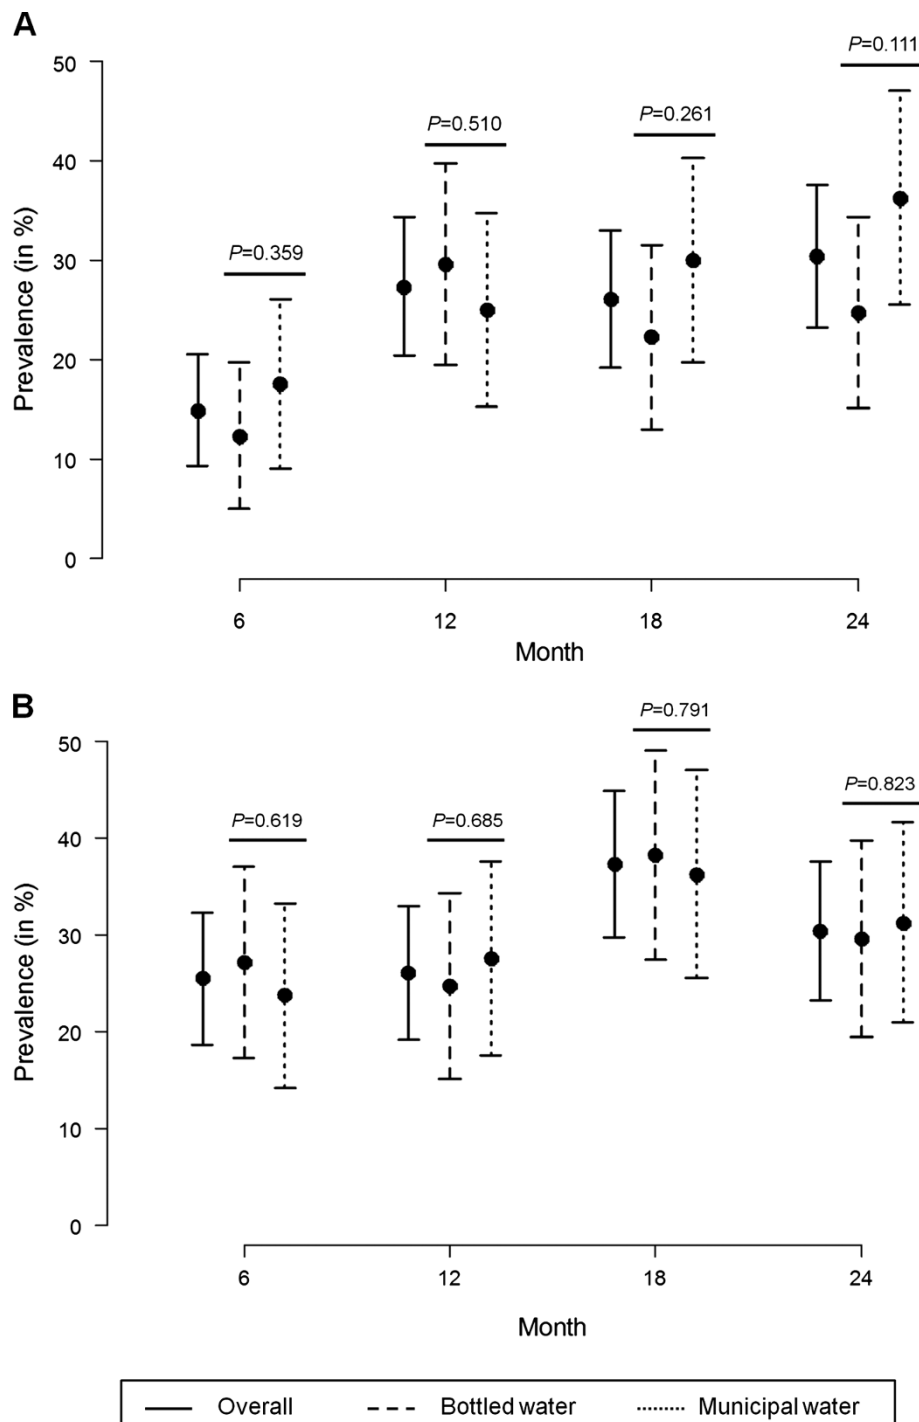 A
P=0.111
50
P=0.510
P=0.261
40
P=0.359
30
20
10
0
Prevalence (in %)
6 12 18 24
Month
B
P=0.791
50
P=0.823
P=0.619 P=0.685
40
30
20
10
0
Prevalence (in %)
6 12 18 24
Month
Overall Bottled water Municipal water